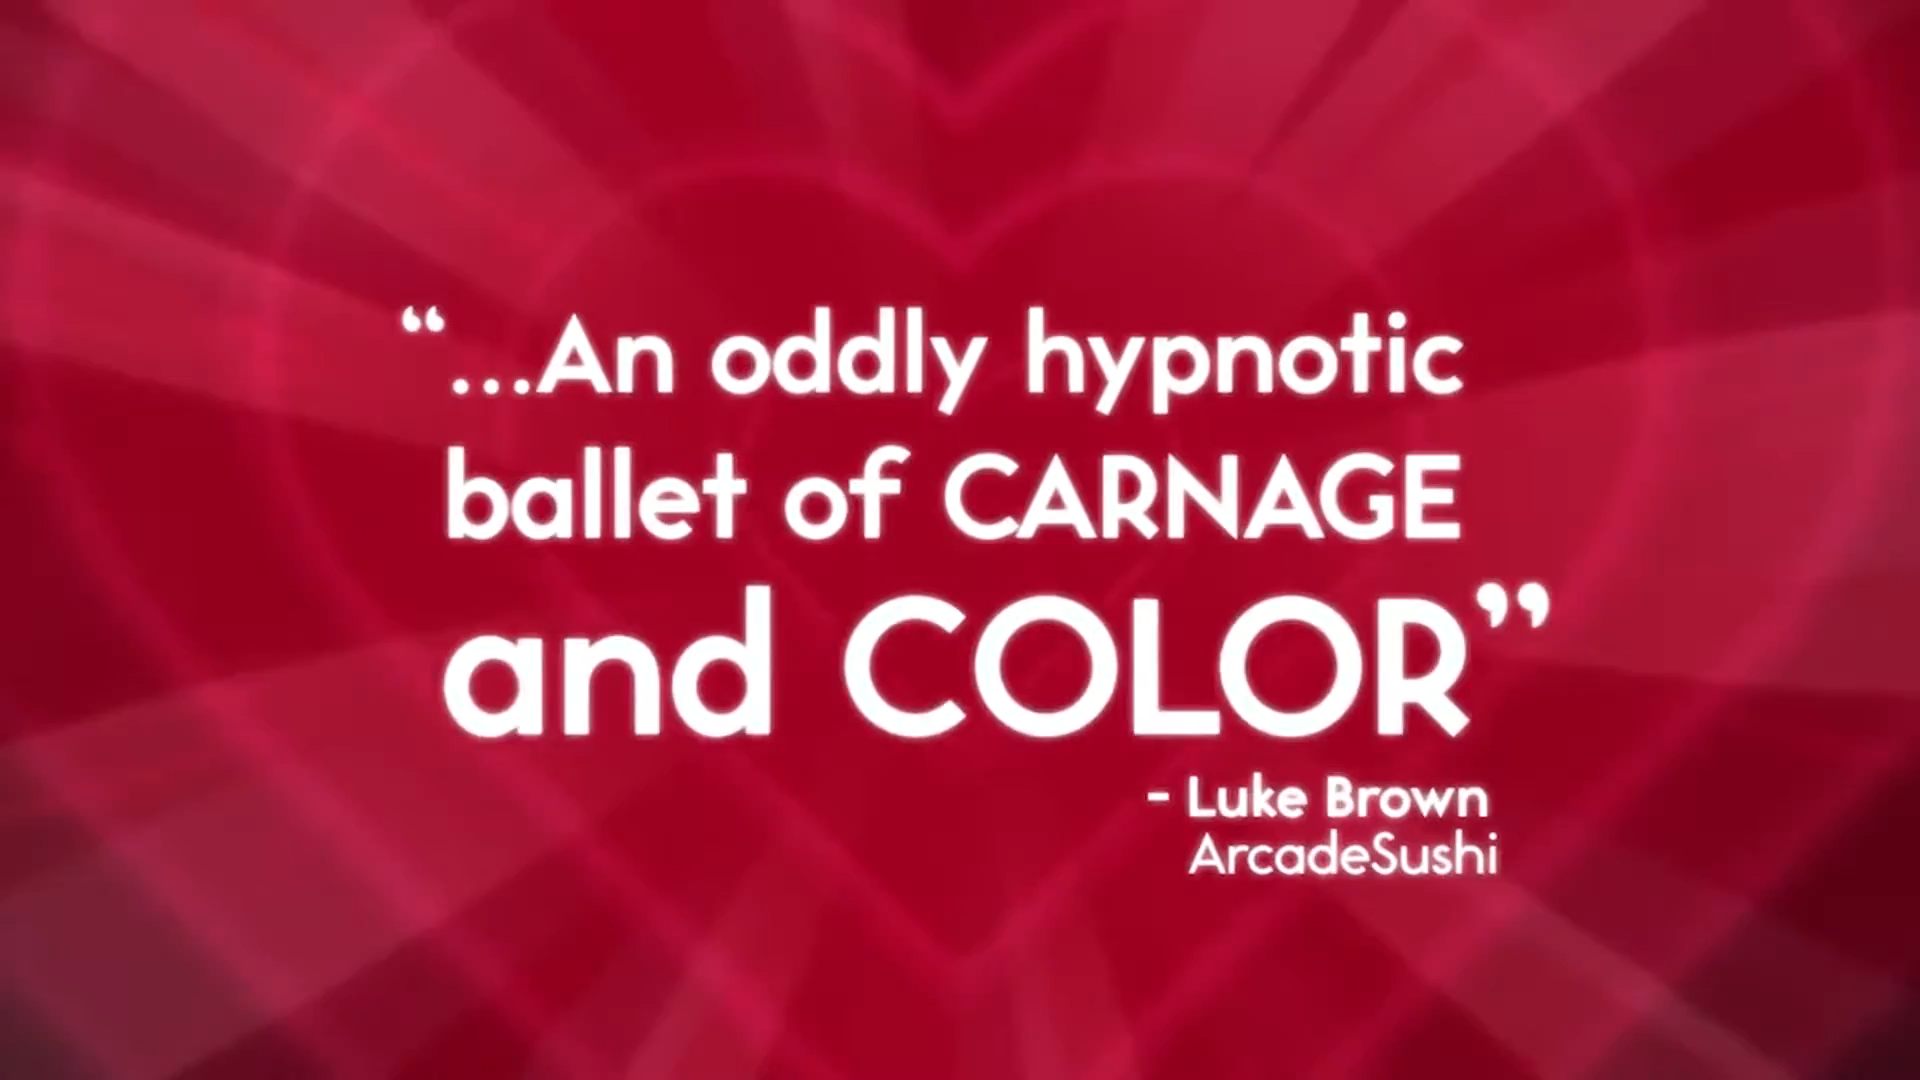 “...An oddly hypnotic
ballet of CARNAGE
and COLOR”
- Luke Brown
ArcadeSushi